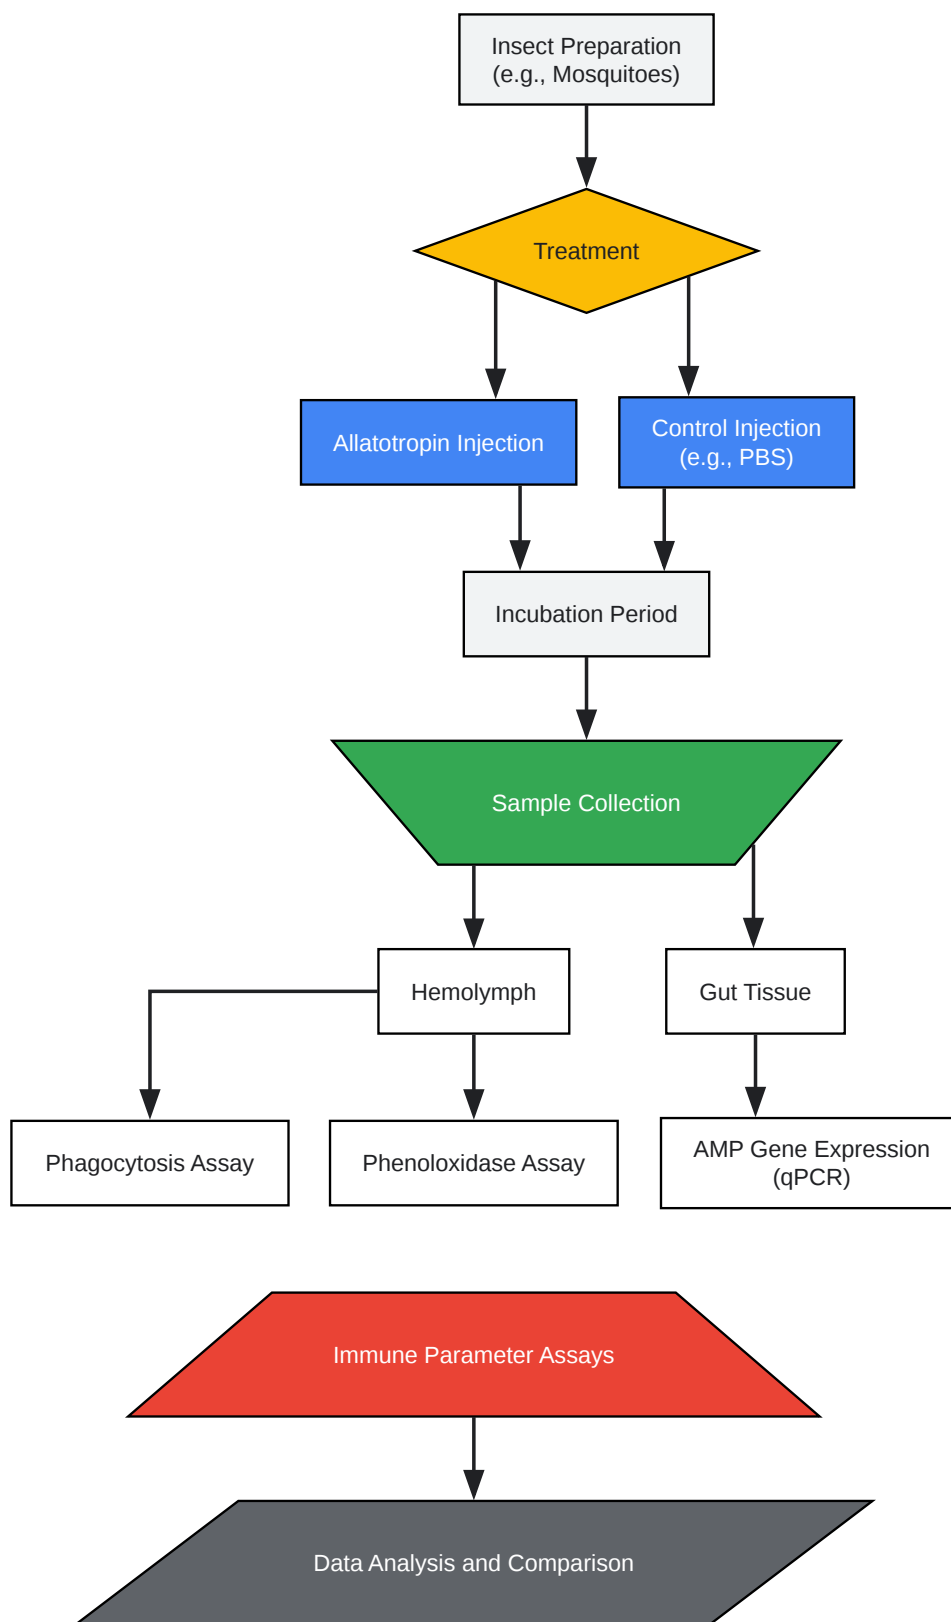 Insect Preparation
(e.g., Mosquitoes)
Treatment
Allatotropin Injection
Control Injection
(e.g., PBS)
Incubation Period
Sample Collection
Hemolymph
Gut Tissue
Phagocytosis Assay
Phenoloxidase Assay
AMP Gene Expression
(qPCR)
Immune Parameter Assays
Data Analysis and Comparison